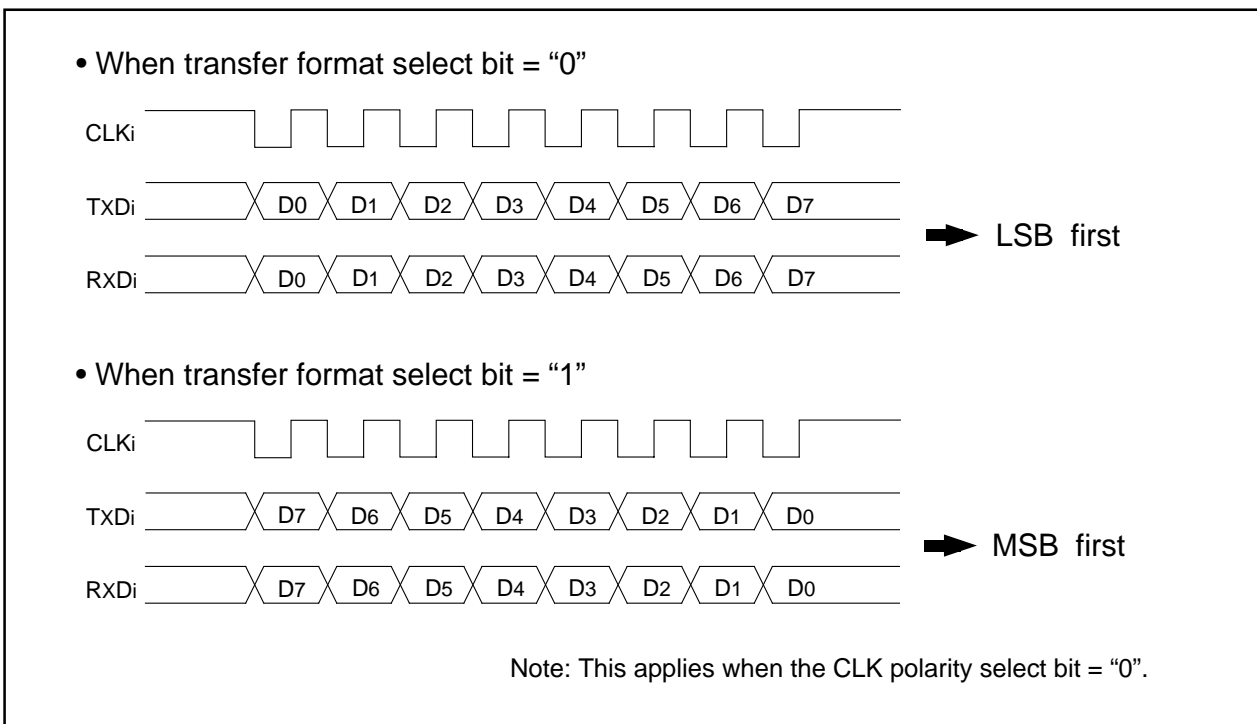 • When transfer format select bit = “0”
CLKi
TXDi D0 D1 D2 D3 D4 D5 D6 D7
RXDi D0 D1 D2 D3 D4 D5 D6 D7
LSB first
• When transfer format select bit = “1”
CLKi
TXDi D7 D6 D5 D4 D3 D2 D1 D0
RXDi D7 D6 D5 D4 D3 D2 D1 D0
MSB first
Note: This applies when the CLK polarity select bit = “0”.